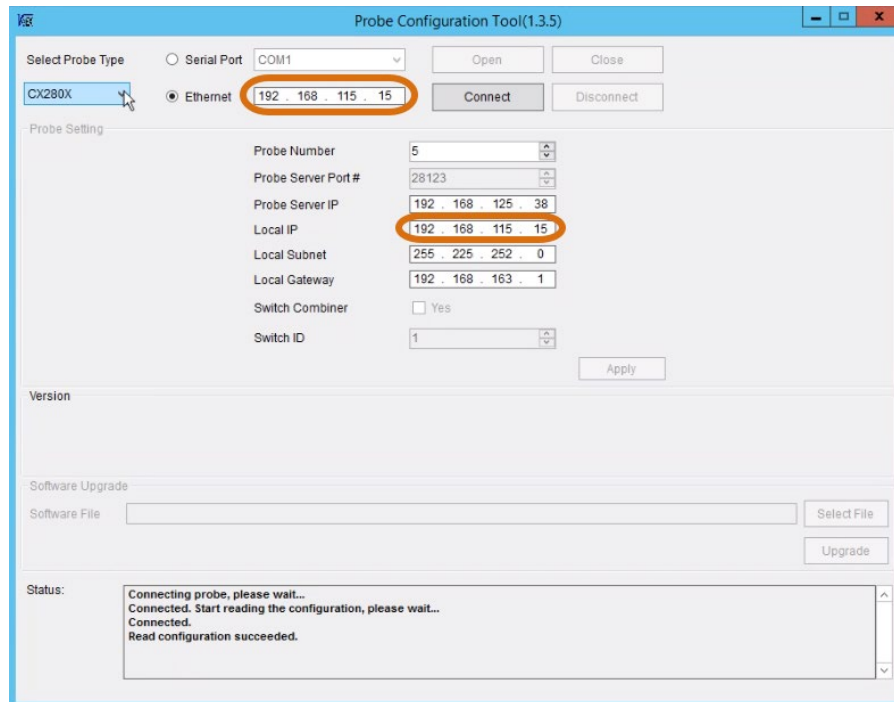 Probe Configuration Tool(1.3.5)
Select Probe Type Serial Port COM1 Open Close
CX280X Ethernet 192 . 168 . 115 . 15 Connect Disconnect
Probe Setting
Probe Number 5
Probe Server Port # 28123
Probe Server IP 192 . 168 . 125 . 38
Local IP 192 . 168 . 115 . 15
Local Subnet 255 . 225 . 252 . 0
Local Gateway 192 . 168 . 163 . 1
Switch Combiner Yes
Switch ID 1
Apply
Version
Software Upgrade
Software File Select File
Upgrade
Status:
Connecting probe, please wait...
Connected. Start reading the configuration, please wait...
Connected.
Read configuration succeeded.